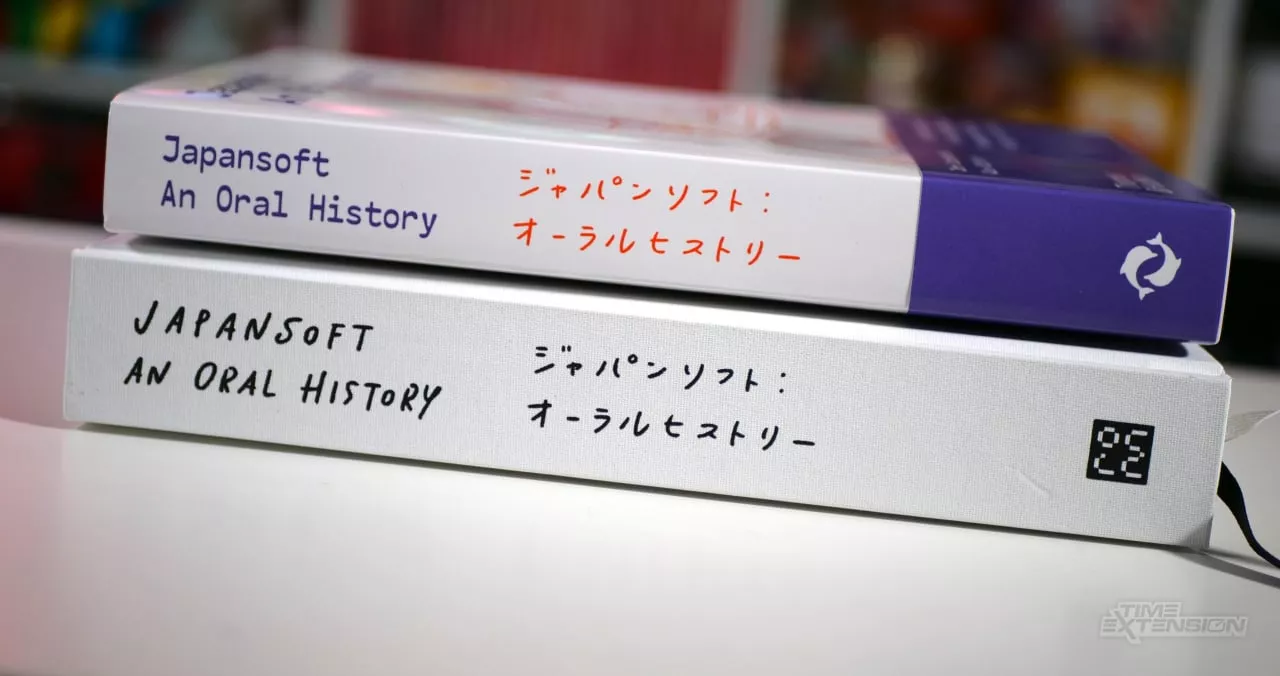 Japansoft
An Oral History
ジャパンソフト：
オーラルヒストリー
JAPANSOFT
AN ORAL HISTORY
ジャパンソフト：
オーラルヒストリー
TIME
EXTENSION